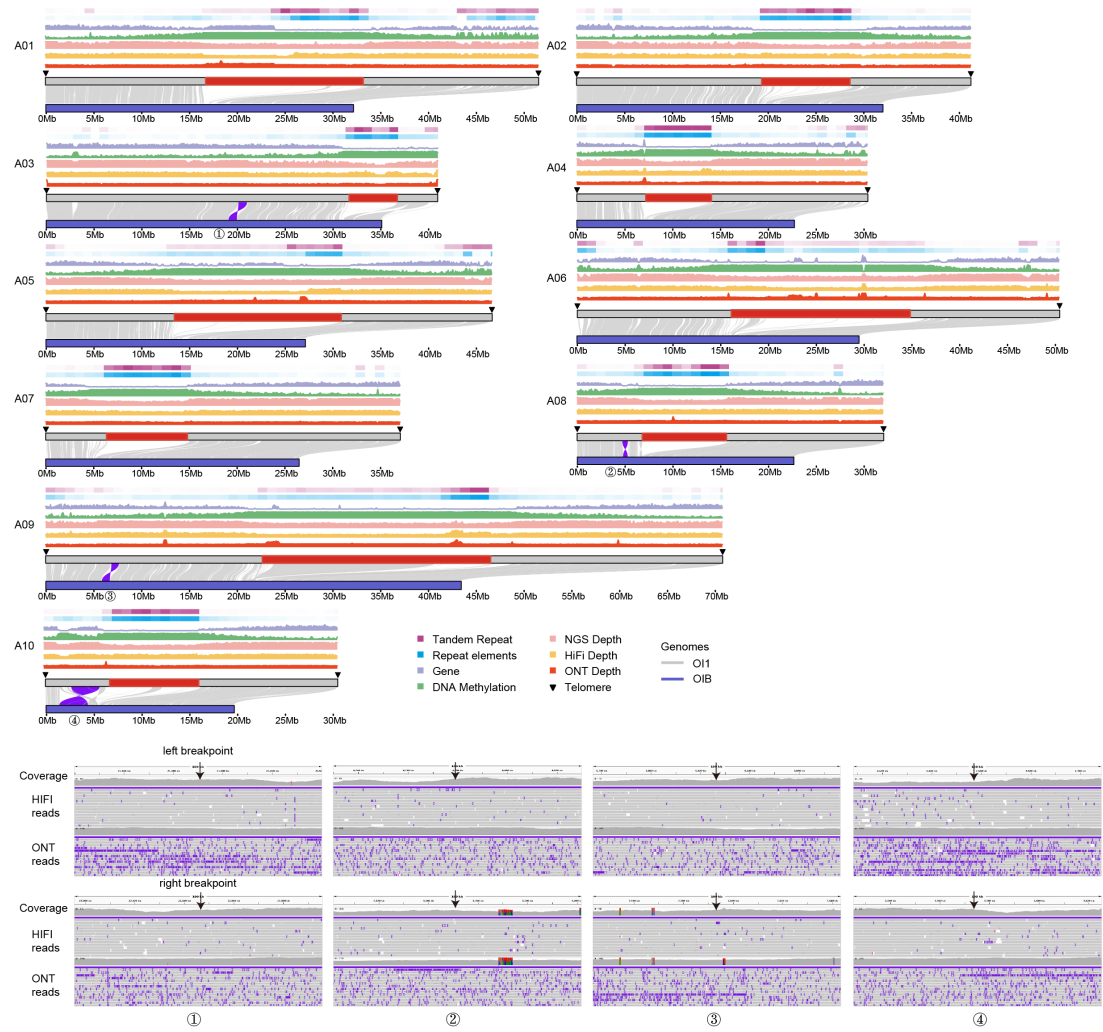 A01
0Mb 5Mb 10Mb 15Mb 20Mb 25Mb 30Mb 35Mb 40Mb 45Mb 50Mb
A02
0Mb 5Mb 10Mb 15Mb 20Mb 25Mb 30Mb 35Mb 40Mb
A03
0Mb 5Mb 10Mb 15Mb 20Mb 25Mb 30Mb 35Mb 40Mb
①
A04
0Mb 5Mb 10Mb 15Mb 20Mb 25Mb 30Mb
A05
0Mb 5Mb 10Mb 15Mb 20Mb 25Mb 30Mb 35Mb 40Mb 45Mb
A06
0Mb 5Mb 10Mb 15Mb 20Mb 25Mb 30Mb 35Mb 40Mb 45Mb 50Mb
A07
0Mb 5Mb 10Mb 15Mb 20Mb 25Mb 30Mb 35Mb
A08
0Mb ② 5Mb 10Mb 15Mb 20Mb 25Mb 30Mb
A09
0Mb 5Mb ③ 10Mb 15Mb 20Mb 25Mb 30Mb 35Mb 40Mb 45Mb 50Mb 55Mb 60Mb 65Mb 70Mb
A10
0Mb ④ 5Mb 10Mb 15Mb 20Mb 25Mb 30Mb
Tandem Repeat
Repeat elements
Gene
DNA Methylation
NGS Depth
HiFi Depth
ONT Depth
Telomere
Genomes
OI1
OIB
left breakpoint
Coverage
HIFI
reads
ONT
reads
right breakpoint
Coverage
HIFI
reads
ONT
reads
① ② ③ ④